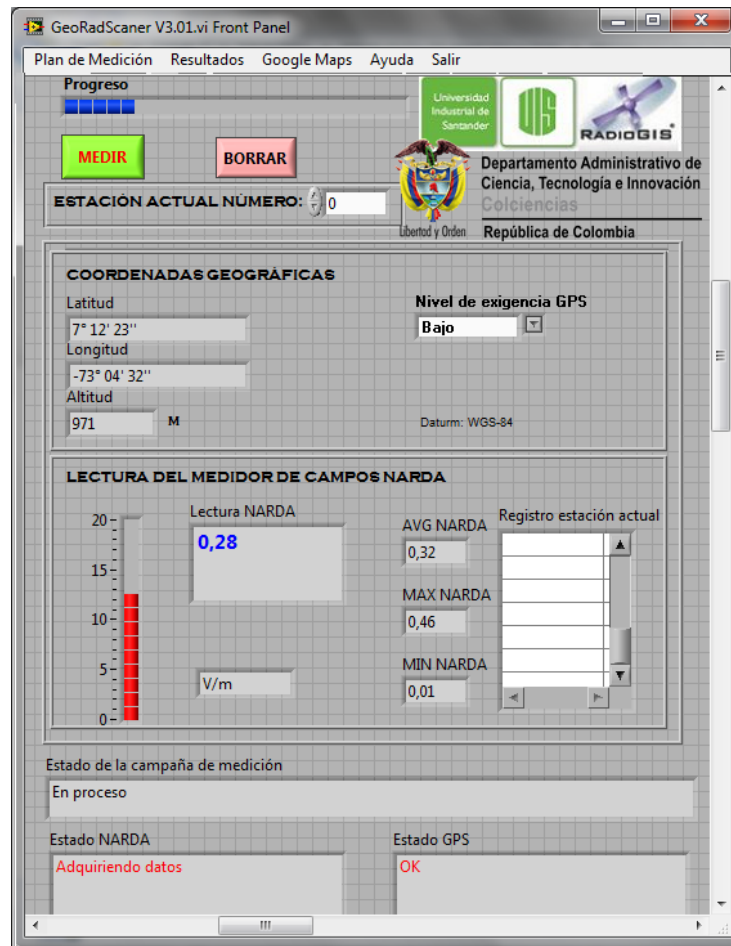 GeoRadScaner V3.01.vi Front Panel
Plan de Medición Resultados Google Maps Ayuda Salir
Progreso
Universidad
Industrial de
Santander
UIS
RADIOGIS
MEDIR
BORRAR
Departamento Administrativo de
Ciencia, Tecnología e Innovación
Colciencias
ESTACIÓN ACTUAL NÚMERO: 0
Libertad y Orden
República de Colombia
COORDENADAS GEOGRÁFICAS
Latitud
7° 12' 23''
Longitud
-73° 04' 32''
Altitud
971 M
Nivel de exigencia GPS
Bajo
Daturm: WGS-84
LECTURA DEL MEDIDOR DE CAMPOS NARDA
20
15
10
5
0
Lectura NARDA
0,28
V/m
AVG NARDA
0,32
MAX NARDA
0,46
MIN NARDA
0,01
Registro estación actual
Estado de la campaña de medición
En proceso
Estado NARDA
Adquiriendo datos
Estado GPS
OK